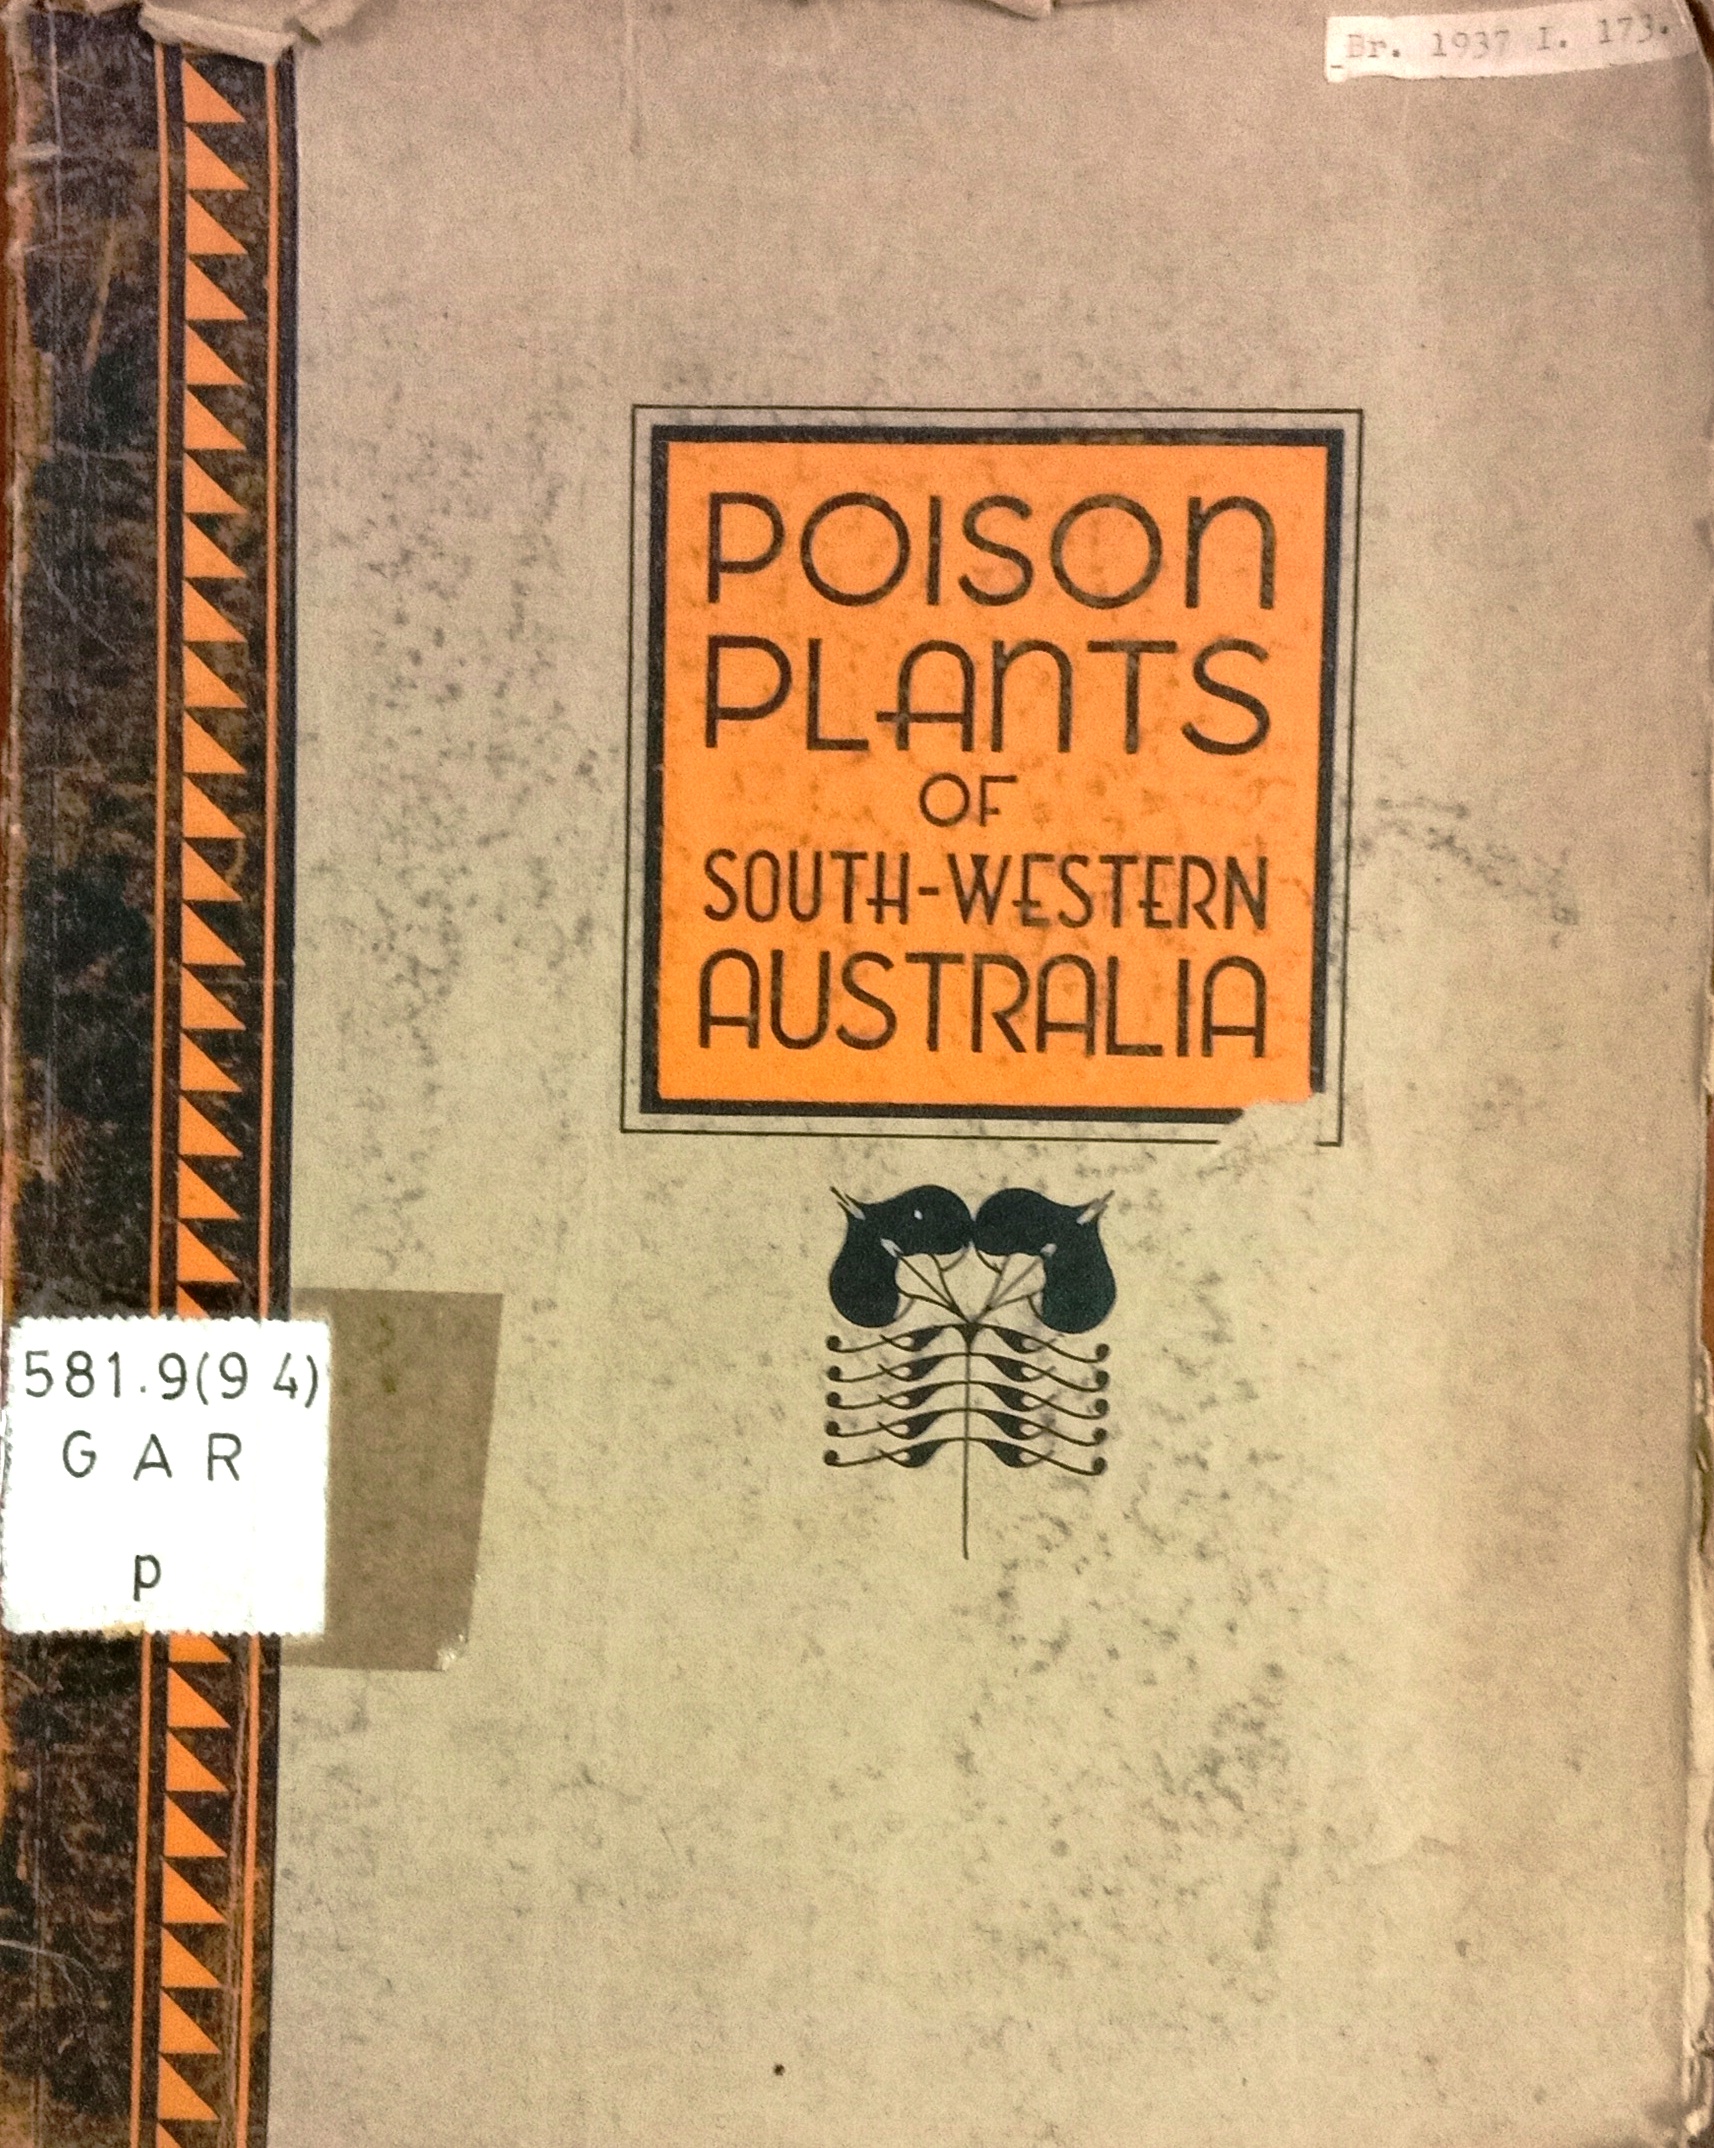 Br. 1937 I. 173.
POISON
PLANTS
OF
SOUTH-WESTERN
AUSTRALIA
581.9(94)
GAR
p